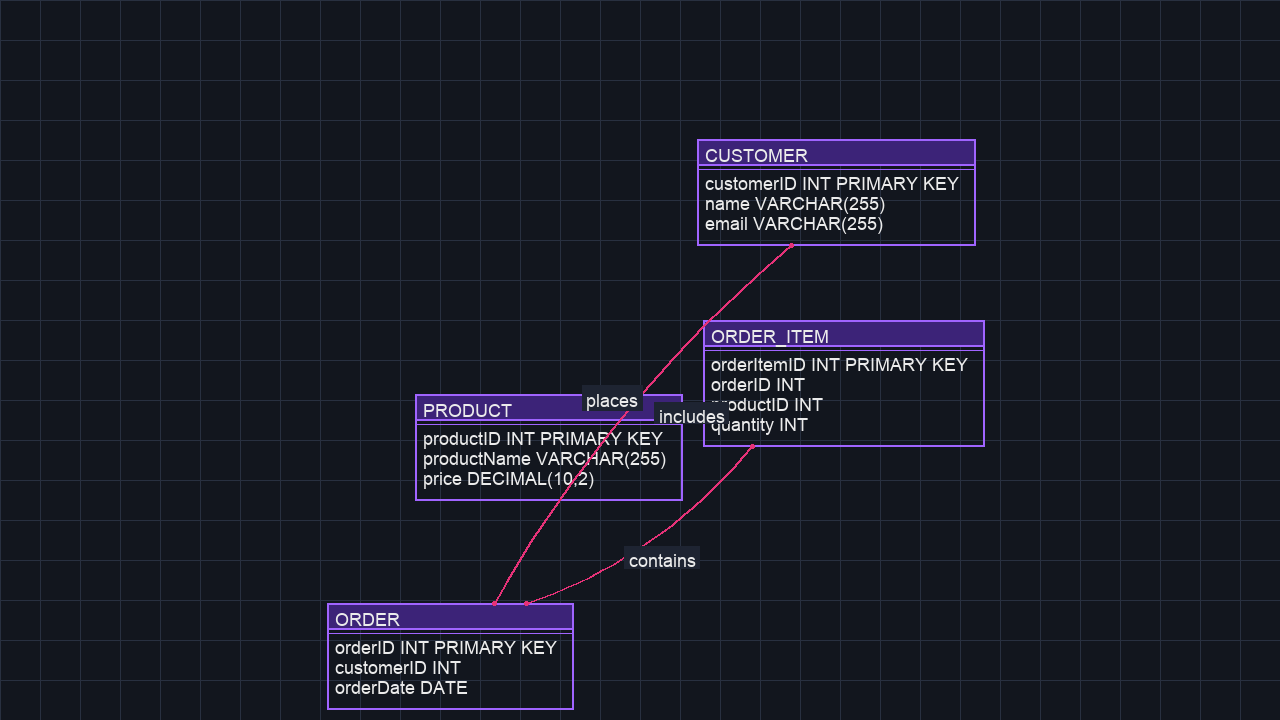 CUSTOMER
customerID INT PRIMARY KEY
name VARCHAR(255)
email VARCHAR(255)
ORDER_ITEM
orderItemID INT PRIMARY KEY
orderID INT
productID INT
quantity INT
places
includes
PRODUCT
productID INT PRIMARY KEY
productName VARCHAR(255)
price DECIMAL(10,2)
contains
ORDER
orderID INT PRIMARY KEY
customerID INT
orderDate DATE